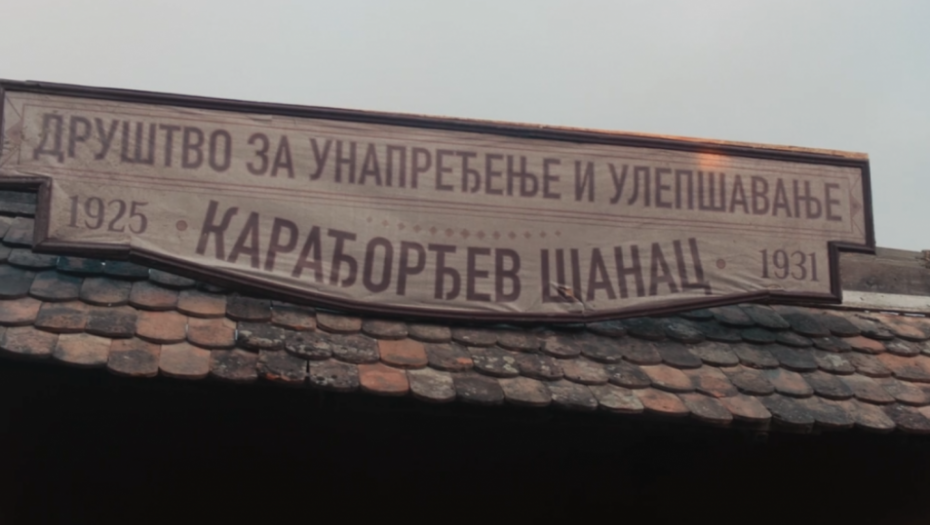 ДРУШТВО ЗА УНАПРЕЂЕЊЕ И УЛЕПШАВАЊЕ
1925 • КАРАЂОРЂЕВ ШАНАЦ • 1931